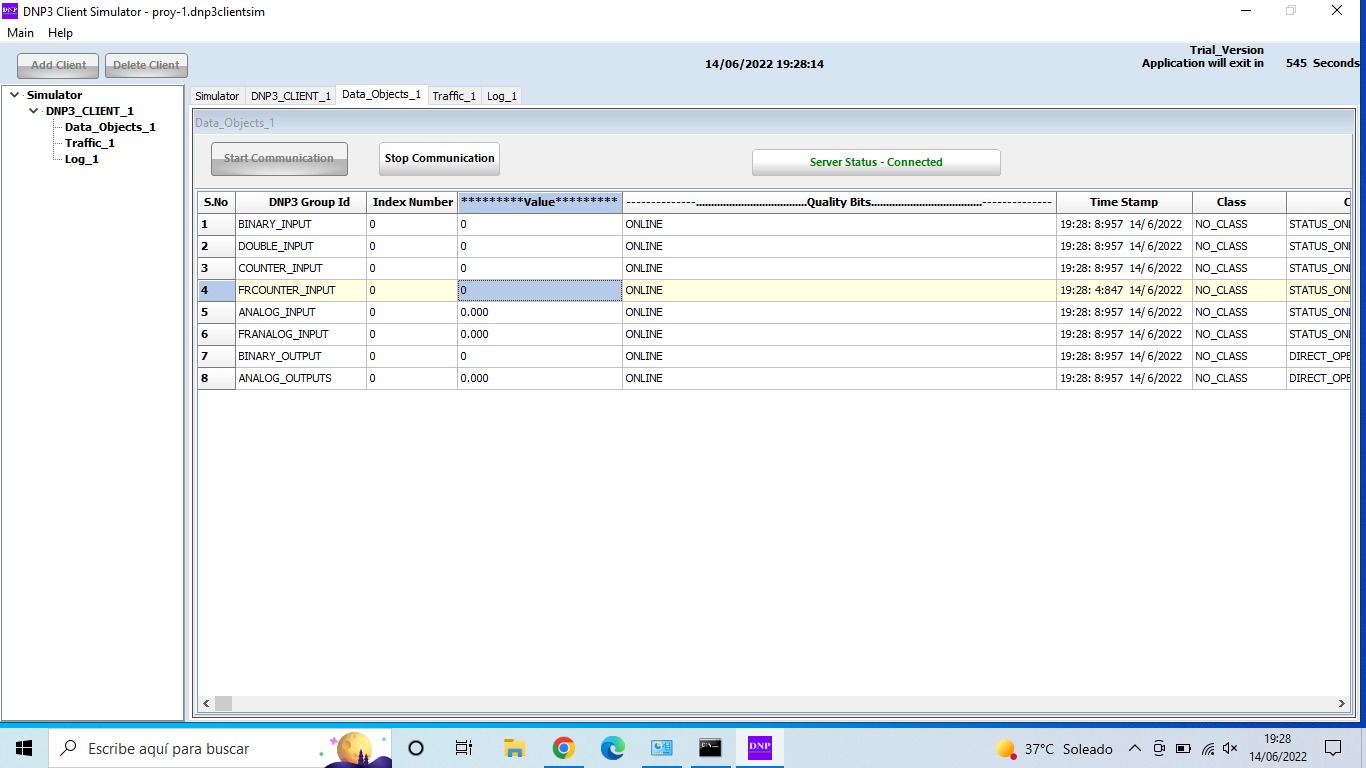 DNP3 Client Simulator - proy-1.dnp3clientsim
Main Help
Add Client Delete Client
14/06/2022 19:28:14
Trial_Version
Application will exit in 545 Seconds
Simulator
DNP3_CLIENT_1
Data_Objects_1
Traffic_1
Log_1
Simulator DNP3_CLIENT_1 Data_Objects_1 Traffic_1 Log_1
Data_Objects_1
Start Communication Stop Communication Server Status - Connected
S.No DNP3 Group Id Index Number *********Value********* --------------.....................................Quality Bits.....................................-------------- Time Stamp Class C
1 BINARY_INPUT 0 0 ONLINE 19:28: 8:957 14/ 6/2022 NO_CLASS STATUS_ONL
2 DOUBLE_INPUT 0 0 ONLINE 19:28: 8:957 14/ 6/2022 NO_CLASS STATUS_ONL
3 COUNTER_INPUT 0 0 ONLINE 19:28: 8:957 14/ 6/2022 NO_CLASS STATUS_ONL
4 FRCOUNTER_INPUT 0 0 ONLINE 19:28: 4:847 14/ 6/2022 NO_CLASS STATUS_ONL
5 ANALOG_INPUT 0 0.000 ONLINE 19:28: 8:957 14/ 6/2022 NO_CLASS STATUS_ONL
6 FRANALOG_INPUT 0 0.000 ONLINE 19:28: 8:957 14/ 6/2022 NO_CLASS STATUS_ONL
7 BINARY_OUTPUT 0 0 ONLINE 19:28: 8:957 14/ 6/2022 NO_CLASS DIRECT_OPE
8 ANALOG_OUTPUTS 0 0.000 ONLINE 19:28: 8:957 14/ 6/2022 NO_CLASS DIRECT_OPE
Escribe aquí para buscar
DNP
37°C Soleado
19:28
14/06/2022